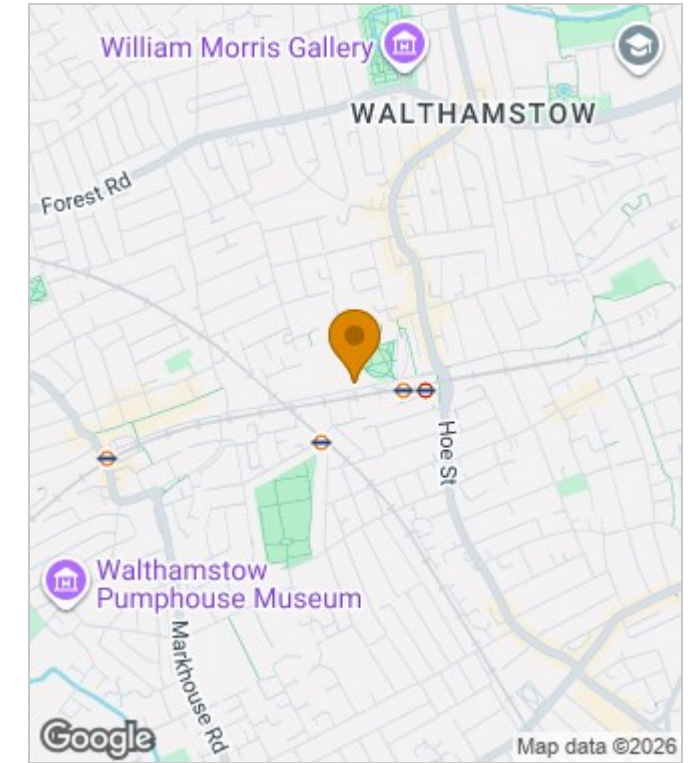 William Morris Gallery
WALTHAMSTOW
Forest Rd
Hoe St
Walthamstow
Pumphouse Museum
Markhouse Rd
Google
Map data ©2026